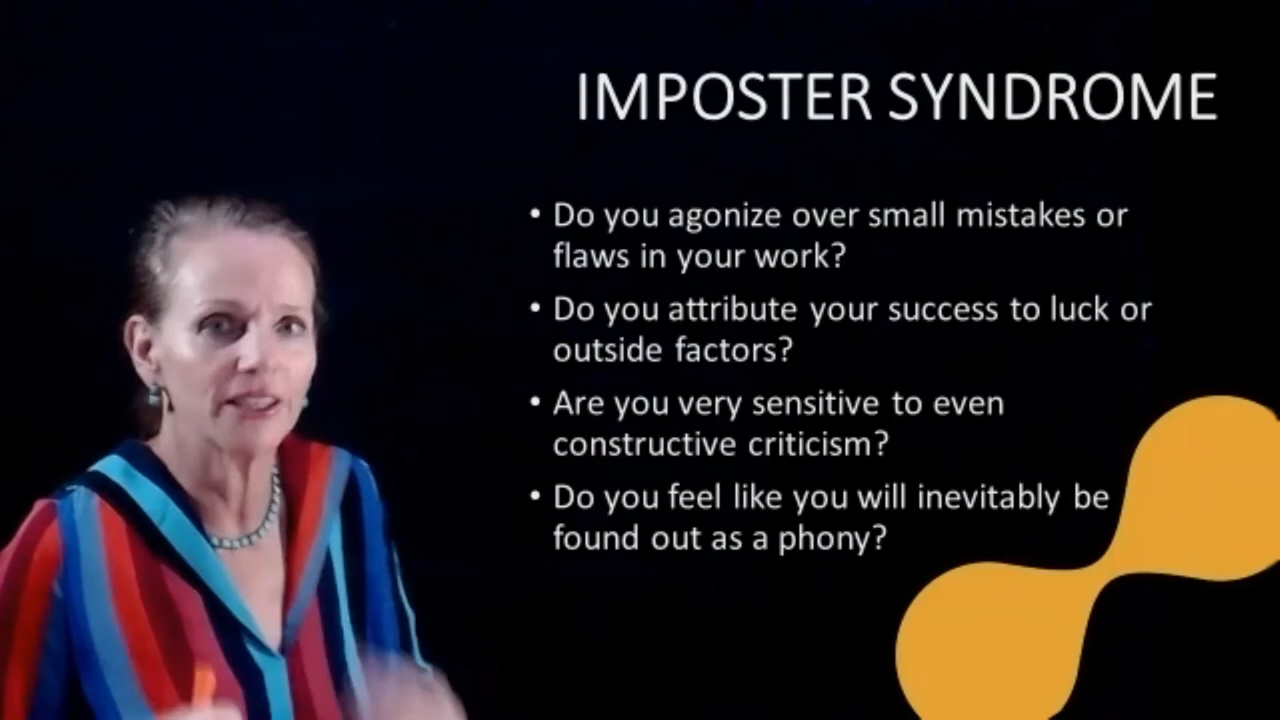 IMPOSTER SYNDROME
• Do you agonize over small mistakes or
flaws in your work?
• Do you attribute your success to luck or
outside factors?
• Are you very sensitive to even
constructive criticism?
• Do you feel like you will inevitably be
found out as a phony?